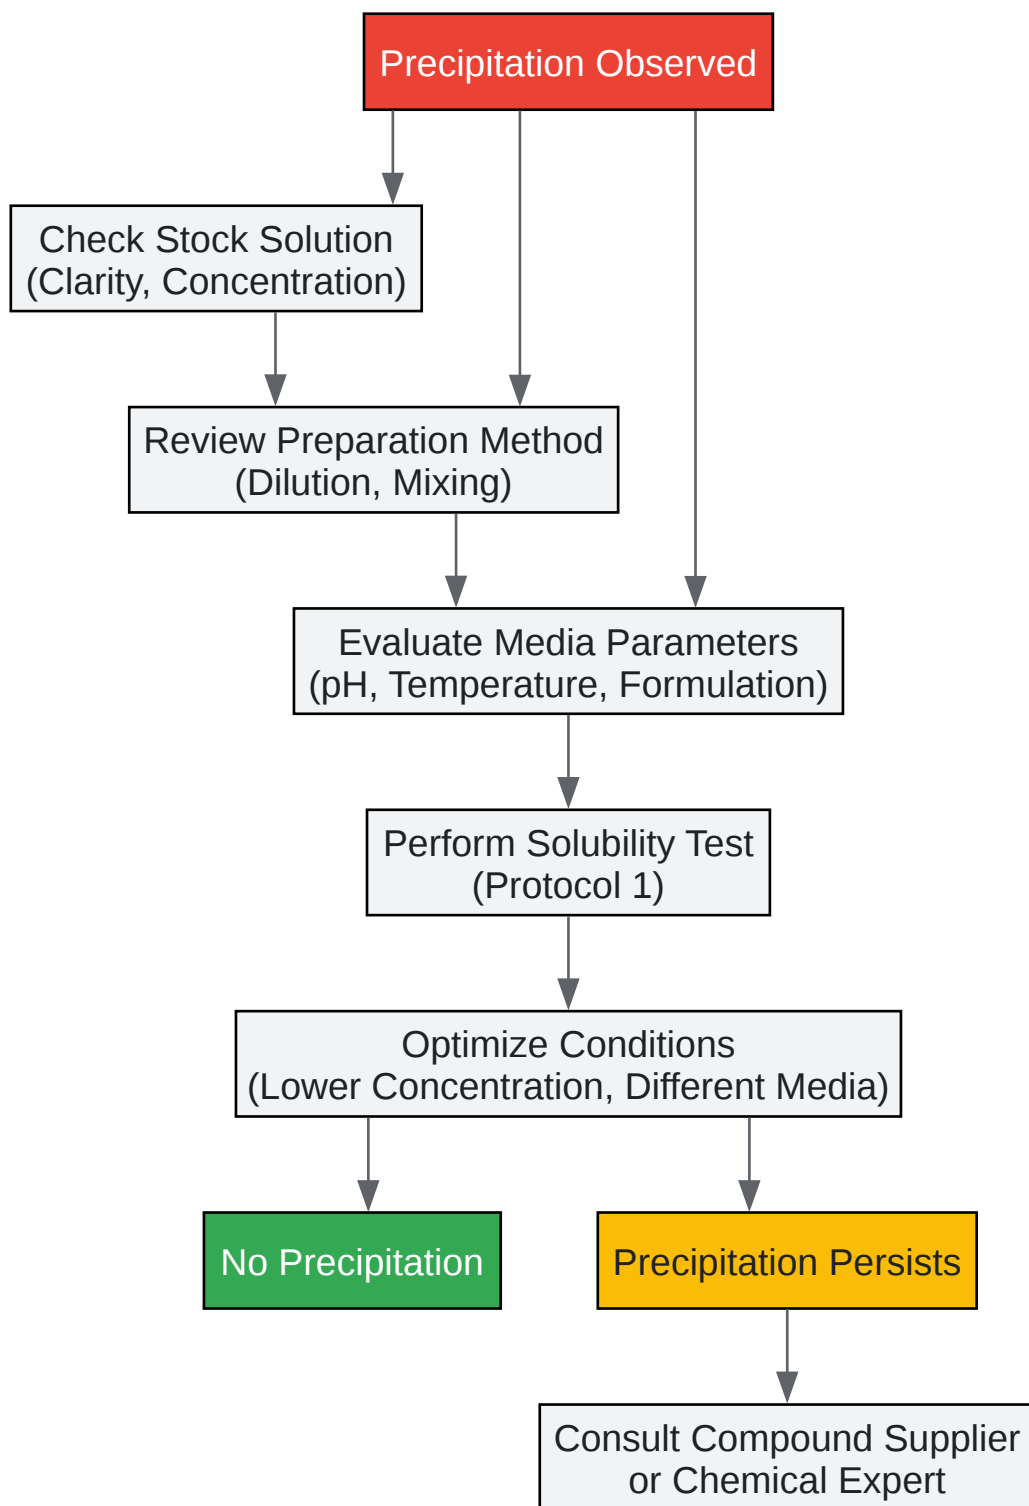 Precipitation Observed
Check Stock Solution
(Clarity, Concentration)
Review Preparation Method
(Dilution, Mixing)
Evaluate Media Parameters
(pH, Temperature, Formulation)
Perform Solubility Test
(Protocol 1)
Optimize Conditions
(Lower Concentration, Different Media)
No Precipitation
Precipitation Persists
Consult Compound Supplier
or Chemical Expert